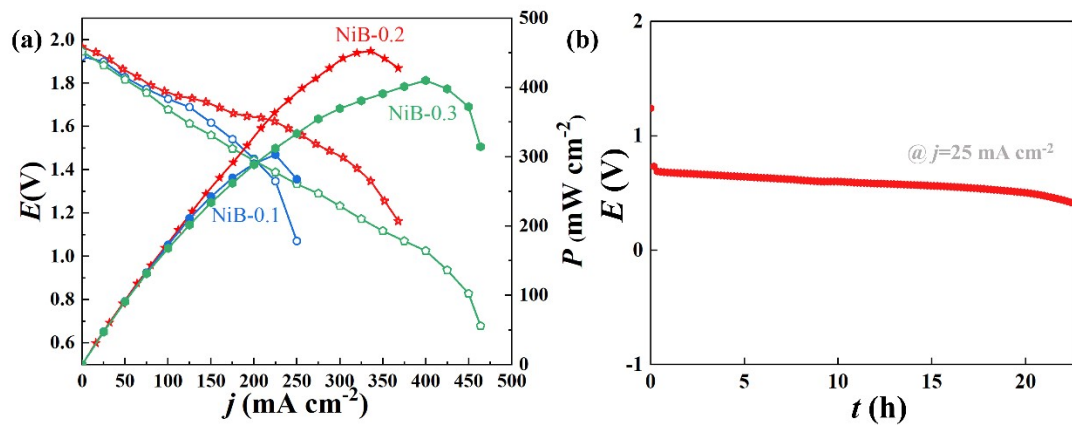 (a)
NiB-0.2
NiB-0.3
NiB-0.1
E(V)
2.0
1.8
1.6
1.4
1.2
1.0
0.8
0.6
0 50 100 150 200 250 300 350 400 450 500
j (mA cm⁻²)
500
400
300
200
100
0
P (mW cm⁻²)
(b)
@ j=25 mA cm⁻²
E (V)
2
1
0
-1
0 5 10 15 20
t (h)